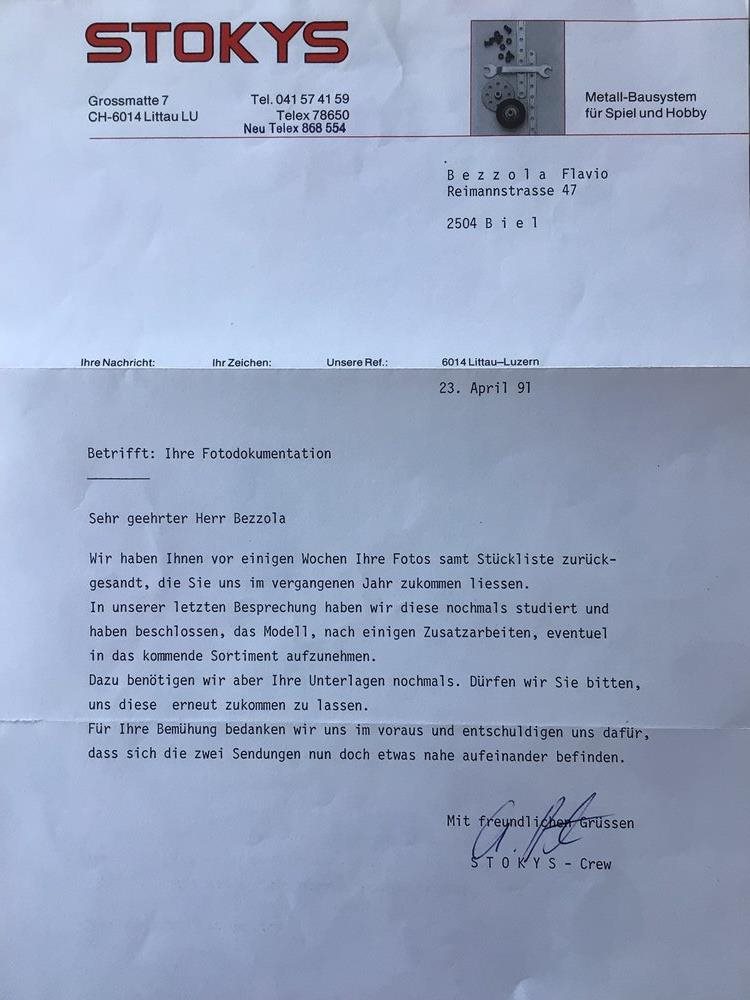 STOKYS
Grossmatte 7
CH-6014 Littau LU
Tel. 041 57 41 59
Telex 78650
Neu Telex 868 554
Metall-Bausystem
für Spiel und Hobby
B e z z o l a Flavio
Reimannstrasse 47
2504 B i e l
Ihre Nachricht: Ihr Zeichen: Unsere Ref.: 6014 Littau–Luzern
23. April 91
Betrifft: Ihre Fotodokumentation
Sehr geehrter Herr Bezzola
Wir haben Ihnen vor einigen Wochen Ihre Fotos samt Stückliste zurück-
gesandt, die Sie uns im vergangenen Jahr zukommen liessen.
In unserer letzten Besprechung haben wir diese nochmals studiert und
haben beschlossen, das Modell, nach einigen Zusatzarbeiten, eventuel
in das kommende Sortiment aufzunehmen.
Dazu benötigen wir aber Ihre Unterlagen nochmals. Dürfen wir Sie bitten,
uns diese erneut zukommen zu lassen.
Für Ihre Bemühung bedanken wir uns im voraus und entschuldigen uns dafür,
dass sich die zwei Sendungen nun doch etwas nahe aufeinander befinden.
Mit freundlichen Grüssen
S T O K Y S - Crew